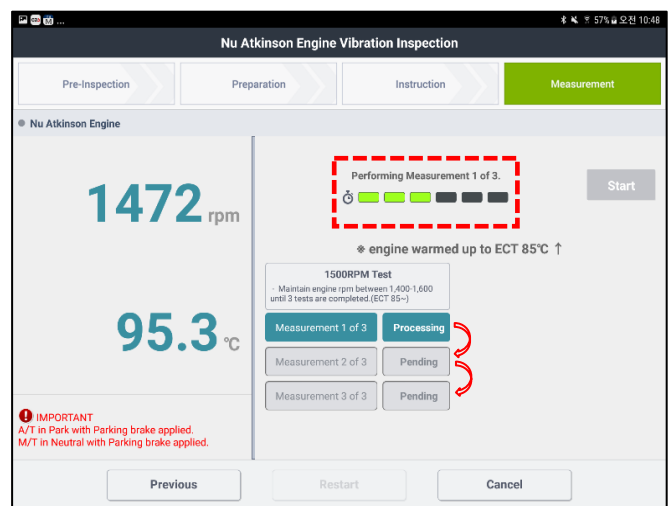 ... 57% 오전 10:48
Nu Atkinson Engine Vibration Inspection
Pre-Inspection Preparation Instruction Measurement
Nu Atkinson Engine
Performing Measurement 1 of 3.
Start
1472 rpm
※ engine warmed up to ECT 85℃ ↑
1500RPM Test
- Maintain engine rpm between 1,400-1,600
until 3 tests are completed.(ECT 85~)
Measurement 1 of 3 Processing
95.3 ℃
Measurement 2 of 3 Pending
Measurement 3 of 3 Pending
IMPORTANT
A/T in Park with Parking brake applied.
M/T in Neutral with Parking brake applied.
Previous Restart Cancel